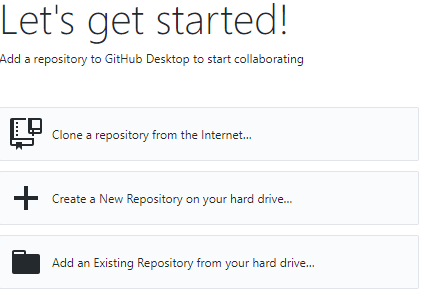 Let's get started!
Add a repository to GitHub Desktop to start collaborating
Clone a repository from the Internet...
Create a New Repository on your hard drive...
Add an Existing Repository from your hard drive...